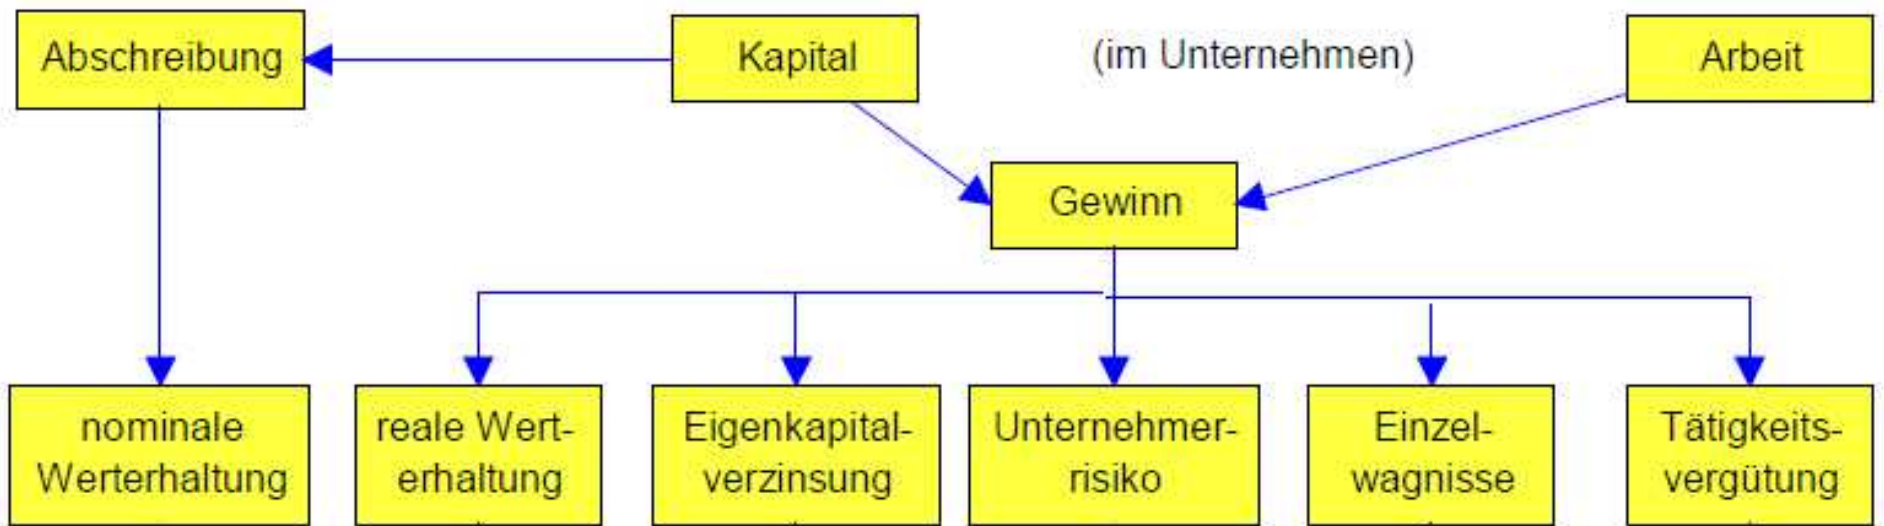 Abschreibung
Kapital
(im Unternehmen)
Arbeit
Gewinn
nominale
Werterhaltung
reale Wert-
erhaltung
Eigenkapital-
verzinsung
Unternehmer-
risiko
Einzel-
wagnisse
Tätigkeits-
vergütung